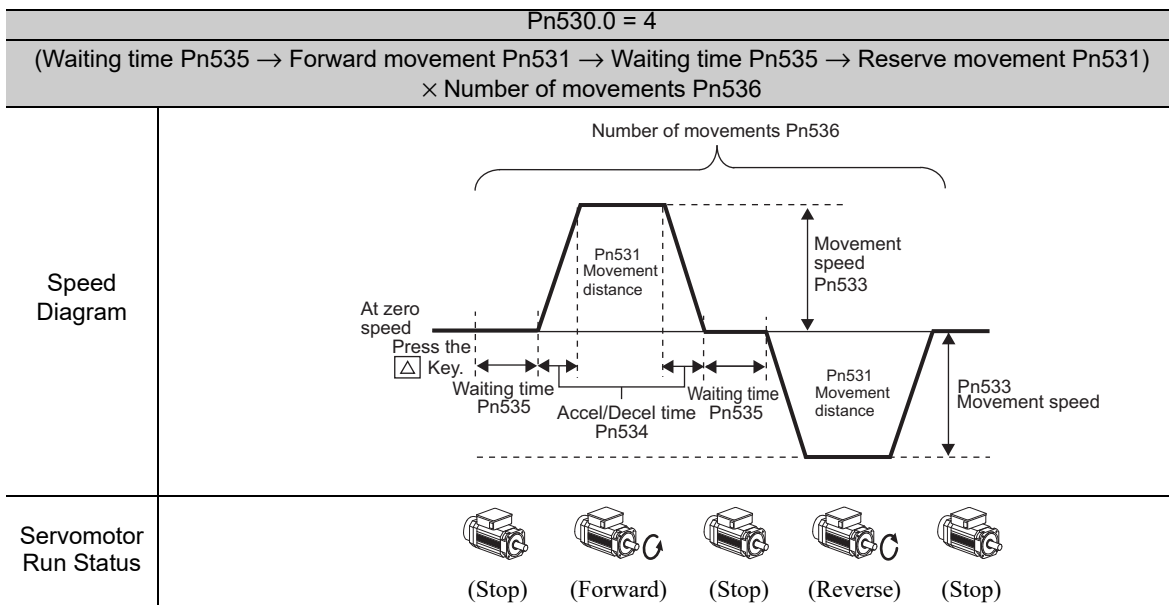 Pn530.0 = 4
(Waiting time Pn535 → Forward movement Pn531 → Waiting time Pn535 → Reserve movement Pn531)
× Number of movements Pn536
Speed
Diagram
Number of movements Pn536
Pn531
Movement
distance
Movement
speed
Pn533
At zero
speed
Press the
△ Key.
Waiting time
Pn535
Accel/Decel time
Pn534
Waiting time
Pn535
Pn531
Movement
distance
Pn533
Movement speed
Servomotor
Run Status
(Stop)
(Forward)
(Stop)
(Reverse)
(Stop)